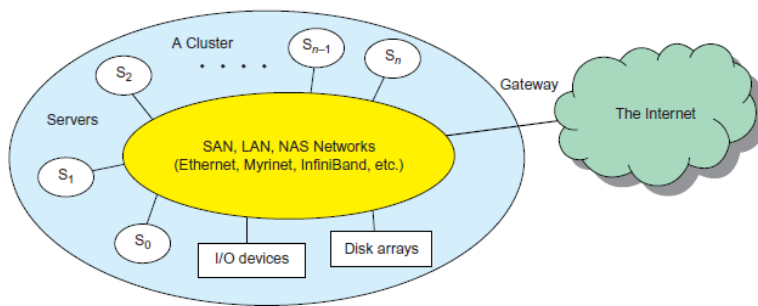 A Cluster
S₂
. . . .
Sₙ₋₁
Sₙ
Gateway
Servers
The Internet
SAN, LAN, NAS Networks
(Ethernet, Myrinet, InfiniBand, etc.)
S₁
S₀
I/O devices
Disk arrays